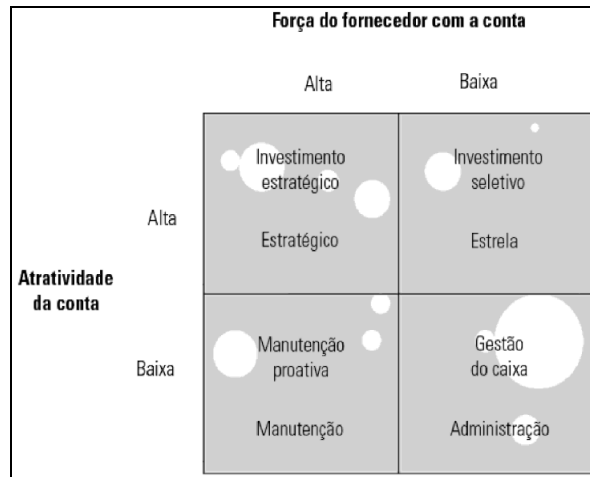 Força do fornecedor com a conta
Alta
Baixa
Alta
Atratividade
da conta
Baixa
Investimento
estratégico
Estratégico
Investimento
seletivo
Estrela
Manutenção
proativa
Manutenção
Gestão
do caixa
Administração